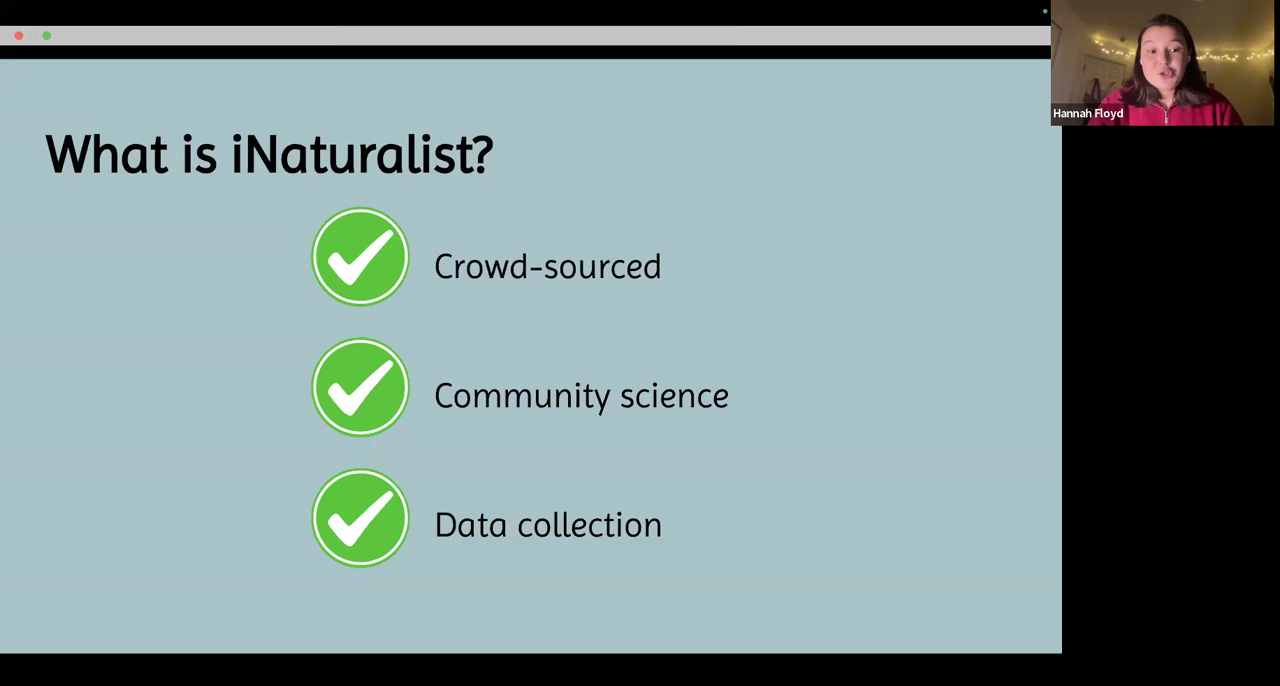 What is iNaturalist?
Crowd-sourced
Community science
Data collection
Hannah Floyd